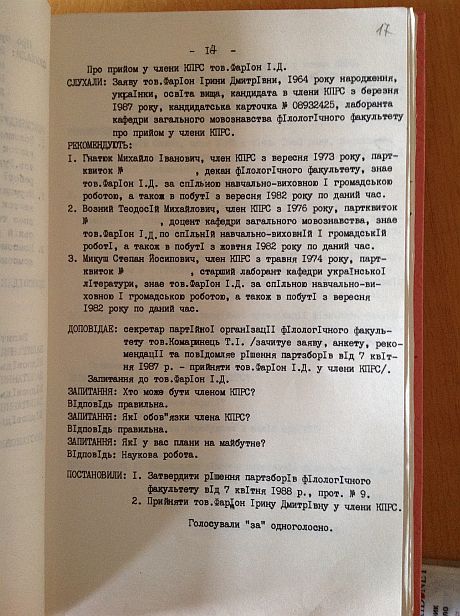 17
- 14 -
Про прийом у члени КПРС тов.Фаріон І.Д.
СЛУХАЛИ: Заяву тов.Фаріон Ірини Дмитрівни, 1964 року народження,
українки, освіта вища, кандидата в члени КПРС з березня
1987 року, кандидатська карточка № 08932425, лаборанта
кафедри загального мовознавства філологічного факультету
про прийом у члени КПРС.
РЕКОМЕНДУЮТЬ:
1. Гнатюк Михайло Іванович, член КПРС з вересня 1973 року, парт-
квиток № , декан філологічного факультету, знає
тов.Фаріон І.Д. за спільною навчально-виховною і громадською
роботою, а також в побуті з вересня 1982 року по даний час.
2. Возний Теодосій Михайлович, член КПРС з 1976 року, партквиток
№ , доцент кафедри загального мовознавства, знає
тов.Фаріон І.Д. по спільній навчально-виховній і громадській
роботі, а також в побуті з жовтня 1982 року по даний час.
3. Микуш Степан Йосипович, член КПРС з травня 1974 року, парт-
квиток № , старший лаборант кафедри української
літератури, знає тов.Фаріон І.Д. за спільною навчально-ви-
ховною і громадською роботою, а також в побуті з вересня
1982 року по даний час.
ДОПОВІДАЄ: секретар партійної організації філологічного факуль-
тету тов.Комаринець Т.І. /зачитує заяву, анкету, реко-
мендації та повідомляє рішення партзборів від 7 квіт-
ня 1987 р. - прийняти тов.Фаріон І.Д. у члени КПРС/.
Запитання до тов.Фаріон І.Д.
ЗАПИТАННЯ: Хто може бути членом КПРС?
Відповідь правильна.
ЗАПИТАННЯ: Які обов"язки члена КПРС?
Відповідь правильна.
ЗАПИТАННЯ: Які у вас плани на майбутнє?
Відповідь: Наукова робота.
ПОСТАНОВИЛИ: 1. Затвердити рішення партзборів філологічного
факультету від 7 квітня 1988 р., прот. № 9.
2. Прийняти тов.Фаріон Ірину Дмитрівну у члени КПРС.
Голосували "за" одноголосно.